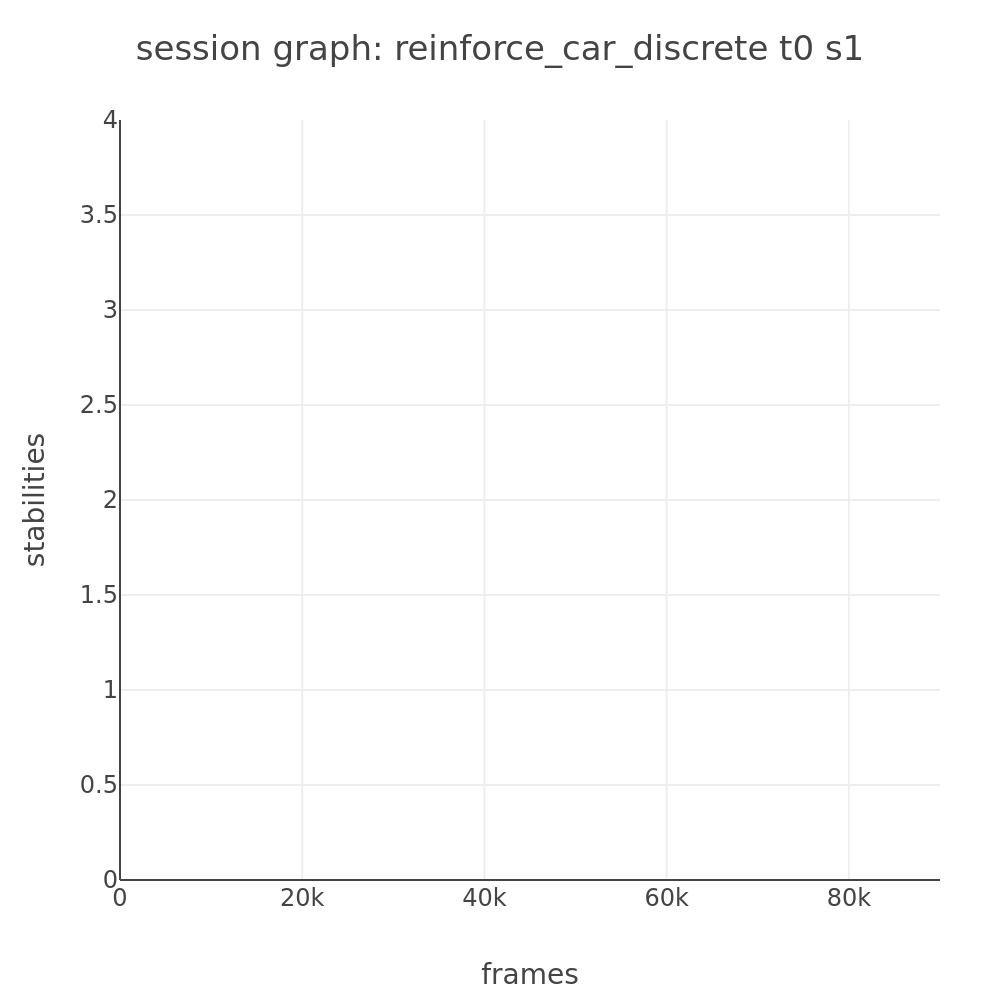 session graph: reinforce_car_discrete t0 s1
4
3.5
3
2.5
2
1.5
1
0.5
0
stabilities
0 20k 40k 60k 80k
frames